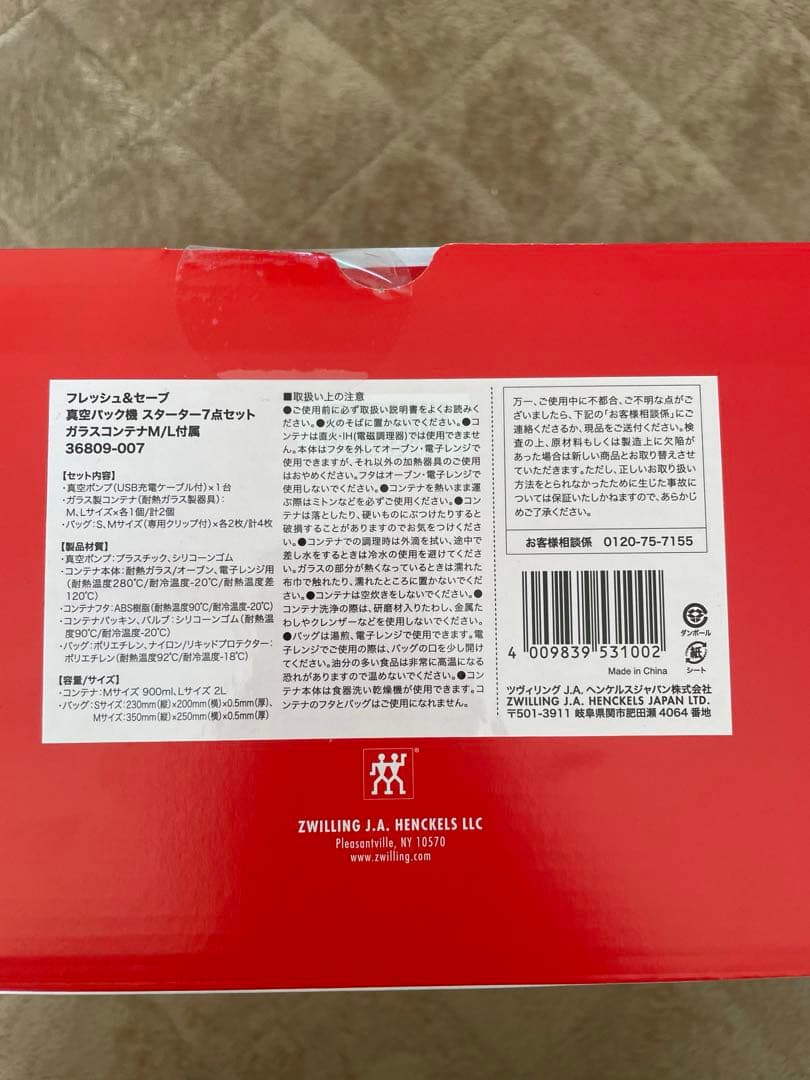 フレッシュ&セーブ
真空パック機 スターター7点セット
ガラスコンテナM/L付属
36809-007
【セット内容】
・真空ポンプ(USB充電ケーブル付)×1台
・ガラス製コンテナ(耐熱ガラス製器具):
M、Lサイズ×各1個/計2個
・バッグ:S、Mサイズ(専用クリップ付)×各2枚/計4枚
【製品材質】
・真空ポンプ:プラスチック、シリコーンゴム
・コンテナ本体:耐熱ガラス/オーブン、電子レンジ用
(耐熱温度280℃/耐冷温度-20℃/耐熱温度差
120℃)
・コンテナフタ:ABS樹脂(耐熱温度90℃/耐冷温度-20℃)
・コンテナパッキン、バルブ:シリコーンゴム(耐熱温
度90℃/耐冷温度-20℃)
・バッグ:ポリエチレン、ナイロン/リキッドプロテクター:
ポリエチレン(耐熱温度92℃/耐冷温度-18℃)
【容量/サイズ】
・コンテナ:Mサイズ 900ml、Lサイズ 2L
・バッグ:Sサイズ:230mm(縦)×200mm(横)×0.5mm(厚)、
Mサイズ:350mm(縦)×250mm(横)×0.5mm(厚)
■取扱い上の注意
●ご使用前に必ず取扱い説明書をよくお読みく
ださい。●火のそばに置かないでください。●コ
ンテナは直火・IH(電磁調理器)では使用できませ
ん。本体はフタを外してオーブン・電子レンジで使
用できますが、それ以外の加熱器具のご使用
はおやめください。フタはオーブン・電子レンジで
使用しないでください。●コンテナを熱いまま運
ぶ際はミトンなどを必ずご使用ください。●コン
テナは落としたり、硬いものにぶつけたりすると
破損することがありますのでお気をつけくださ
い。●コンテナでの調理時は外滴を拭い、途中で
差し水をするときは冷水の使用を避けてくださ
い。ガラスの部分が熱くなっているときは濡れた
布巾で触れたり、濡れたところに置かないでくだ
さい。●コンテナは空炊きをしないでください。●
コンテナ洗浄の際は、研磨材入りたわし、金属た
わしやクレンザーなどを使用しないでください。
●バッグは湯煎、電子レンジで使用できます。電
子レンジでご使用の際は、バッグの口を少し開け
てください。油分の多い食品は非常に高温になる
恐れがありますので温めないでください。●コン
テナ本体は食器洗い乾燥機が使用できます。コ
ンテナのフタとバッグはご使用になれません。
万一、ご使用中に不都合、ご不明な点がご
ざいましたら、下記の「お客様相談係」にご
連絡くださるか、現品をご送付ください。検
査の上、原材料もしくは製造上に欠陥が
あった場合は新しい商品とお取り替えさせ
ていただきます。ただし、正しいお取り扱い
方法をとられなかったために生じた事故に
ついては保証いたしかねますので、あらかじ
めご了承ください。
お客様相談係 0120-75-7155
4 009839 531002
ダンボール
紙
シート
Made in China
ツヴィリング J.A. ヘンケルスジャパン株式会社
ZWILLING J.A. HENCKELS JAPAN LTD.
〒501-3911 岐阜県関市肥田瀬 4064 番地
ZWILLING J.A. HENCKELS LLC
Pleasantville, NY 10570
www.zwilling.com